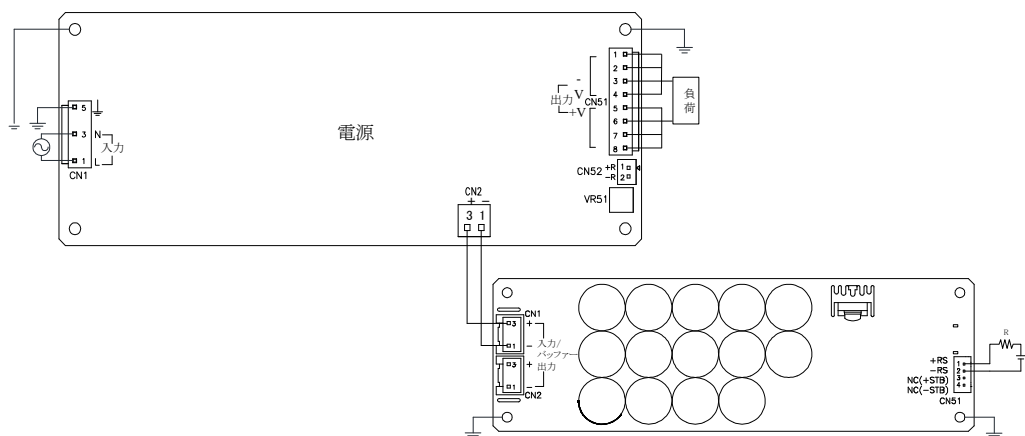 電源
5
3
1
N
L
入力
CN1
CN2
+ −
3 1
1
2
3
4
5
6
7
8
-
V
出力
+V
CN51
負荷
CN52
+R 1
−R 2
VR51
CN1
3 +
1 −
3 +
1 −
CN2
入力/
バッファー
出力
R
+RS 1
−RS 2
NC(+STB) 3
NC(−STB) 4
CN51